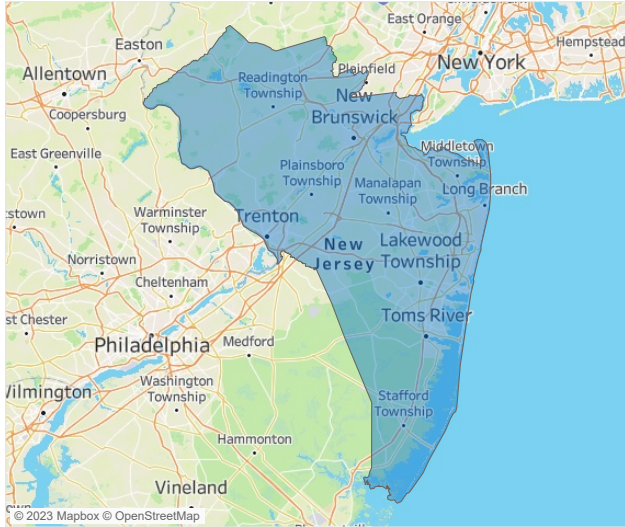 East Orange
Easton
New York
Hempstead
Allentown
Plainfield
Readington
Township
New
Brunswick
Coopersburg
East Greenville
Middletown
Township
Plainsboro
Township
Manalapan
Township
Long Branch
Warminster
Township
Trenton
New
Jersey
Lakewood
Township
Norristown
Cheltenham
st Chester
Toms River
Philadelphia
Medford
Washington
Township
Wilmington
Stafford
Township
Hammonton
Vineland
© 2023 Mapbox © OpenStreetMap